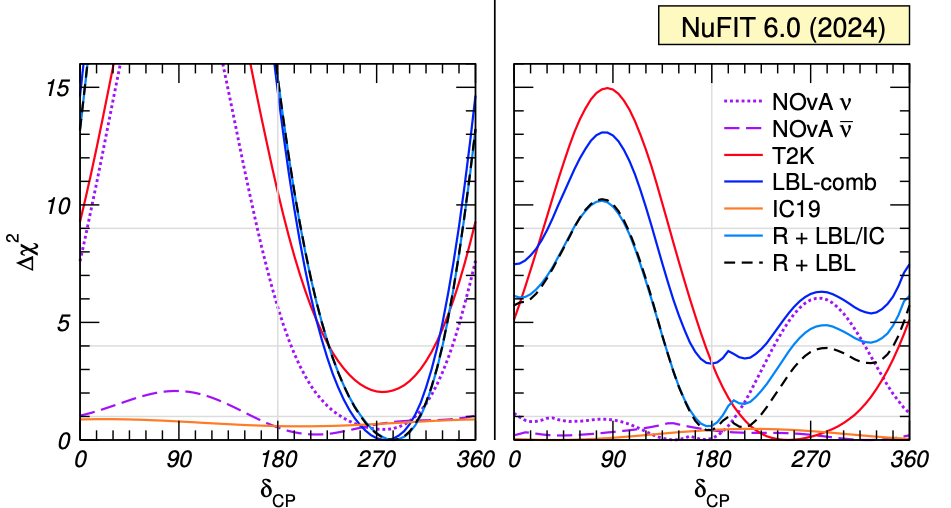 NuFIT 6.0 (2024)
15
10
5
0
Δχ²
0 90 180 270 360
δCP
NOvA ν
NOvA ν̅
T2K
LBL-comb
IC19
R + LBL/IC
R + LBL
0 90 180 270 360
δCP